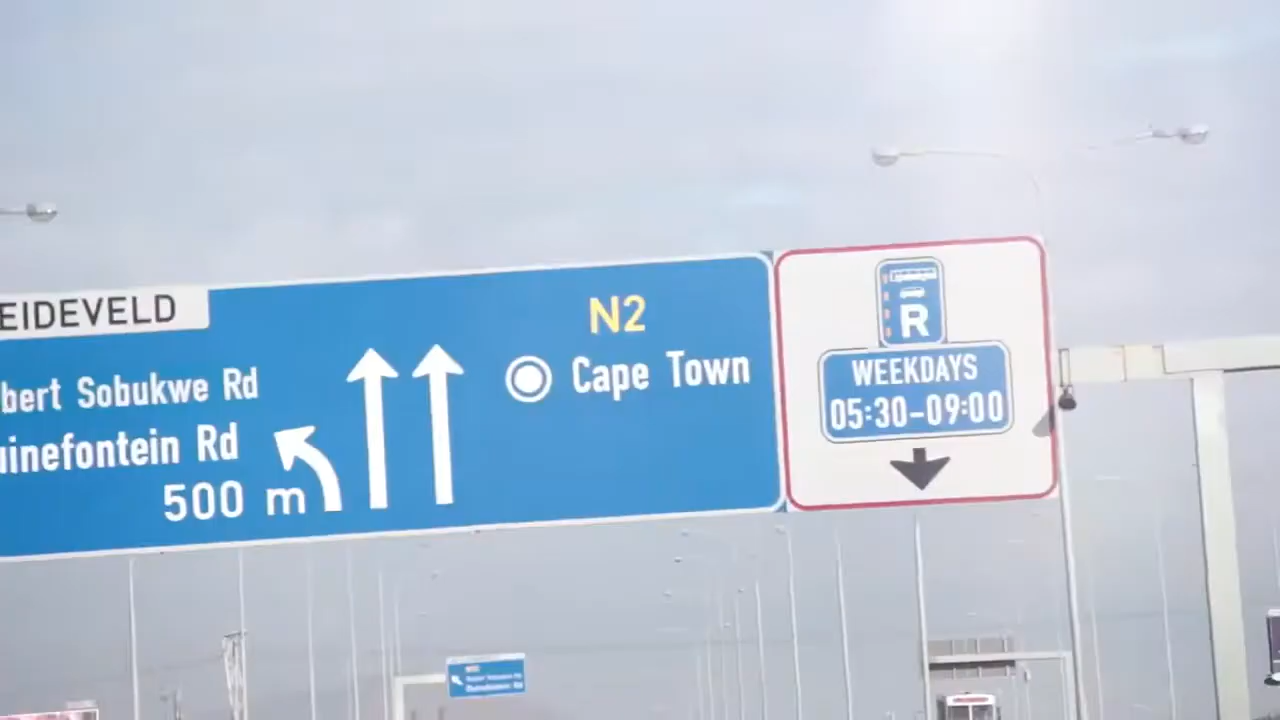 EIDEVELD
bert Sobukwe Rd
uinefontein Rd
500 m
N2
Cape Town
R
WEEKDAYS
05:30-09:00